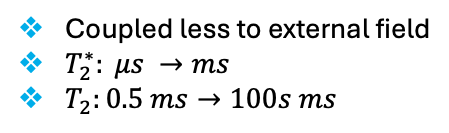 ❖ Coupled less to external field
❖ T₂*: μs → ms
❖ T₂: 0.5 ms → 100s ms